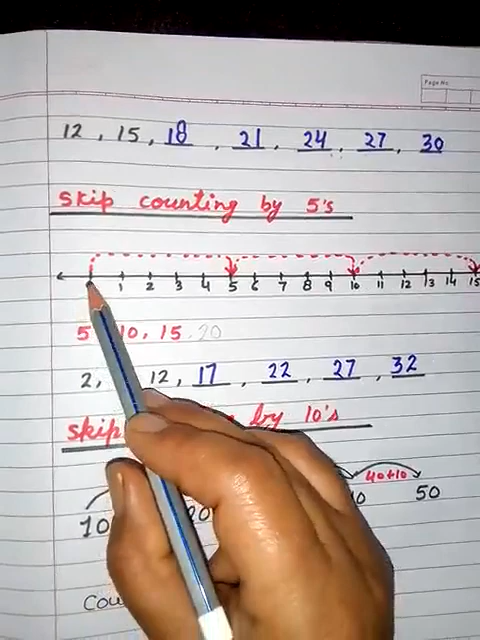 Page No.
12 , 15 , 18 , 21 , 24 , 27 , 30
Skip counting by 5's
1 2 3 4 5 6 7 8 9 10 11 12 13 14 15
5 10, 15 20
2, 12, 17 , 22 , 27 , 32
Skip by 10's
40+10
10 50